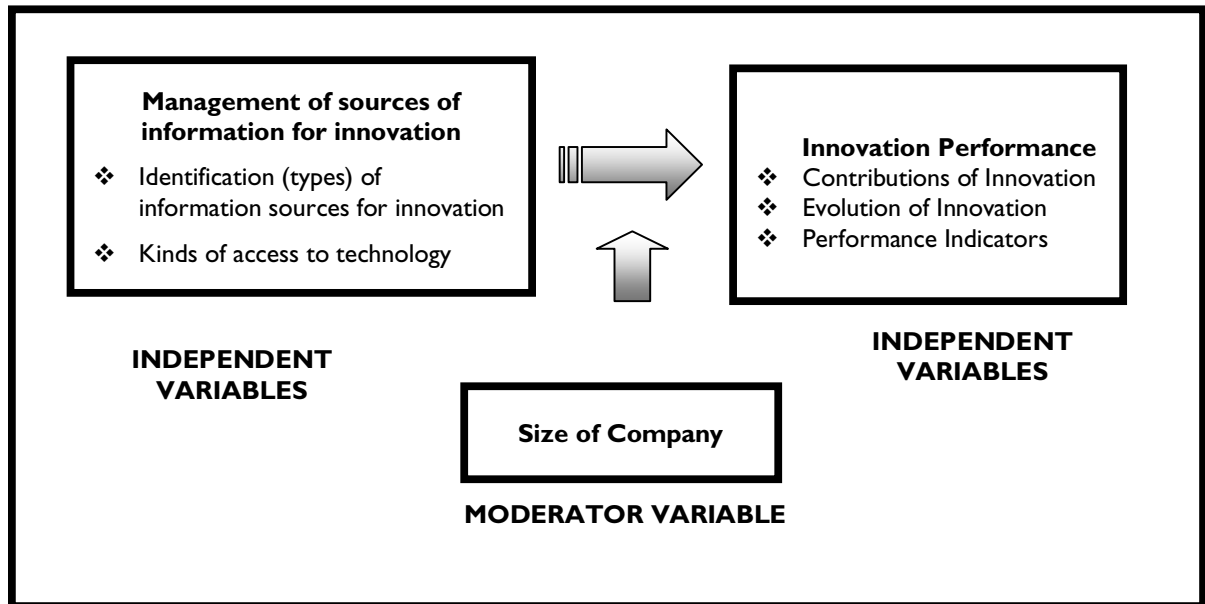 Management of sources of
information for innovation
❖ Identification (types) of
information sources for innovation
❖ Kinds of access to technology
INDEPENDENT
VARIABLES
Innovation Performance
❖ Contributions of Innovation
❖ Evolution of Innovation
❖ Performance Indicators
INDEPENDENT
VARIABLES
Size of Company
MODERATOR VARIABLE